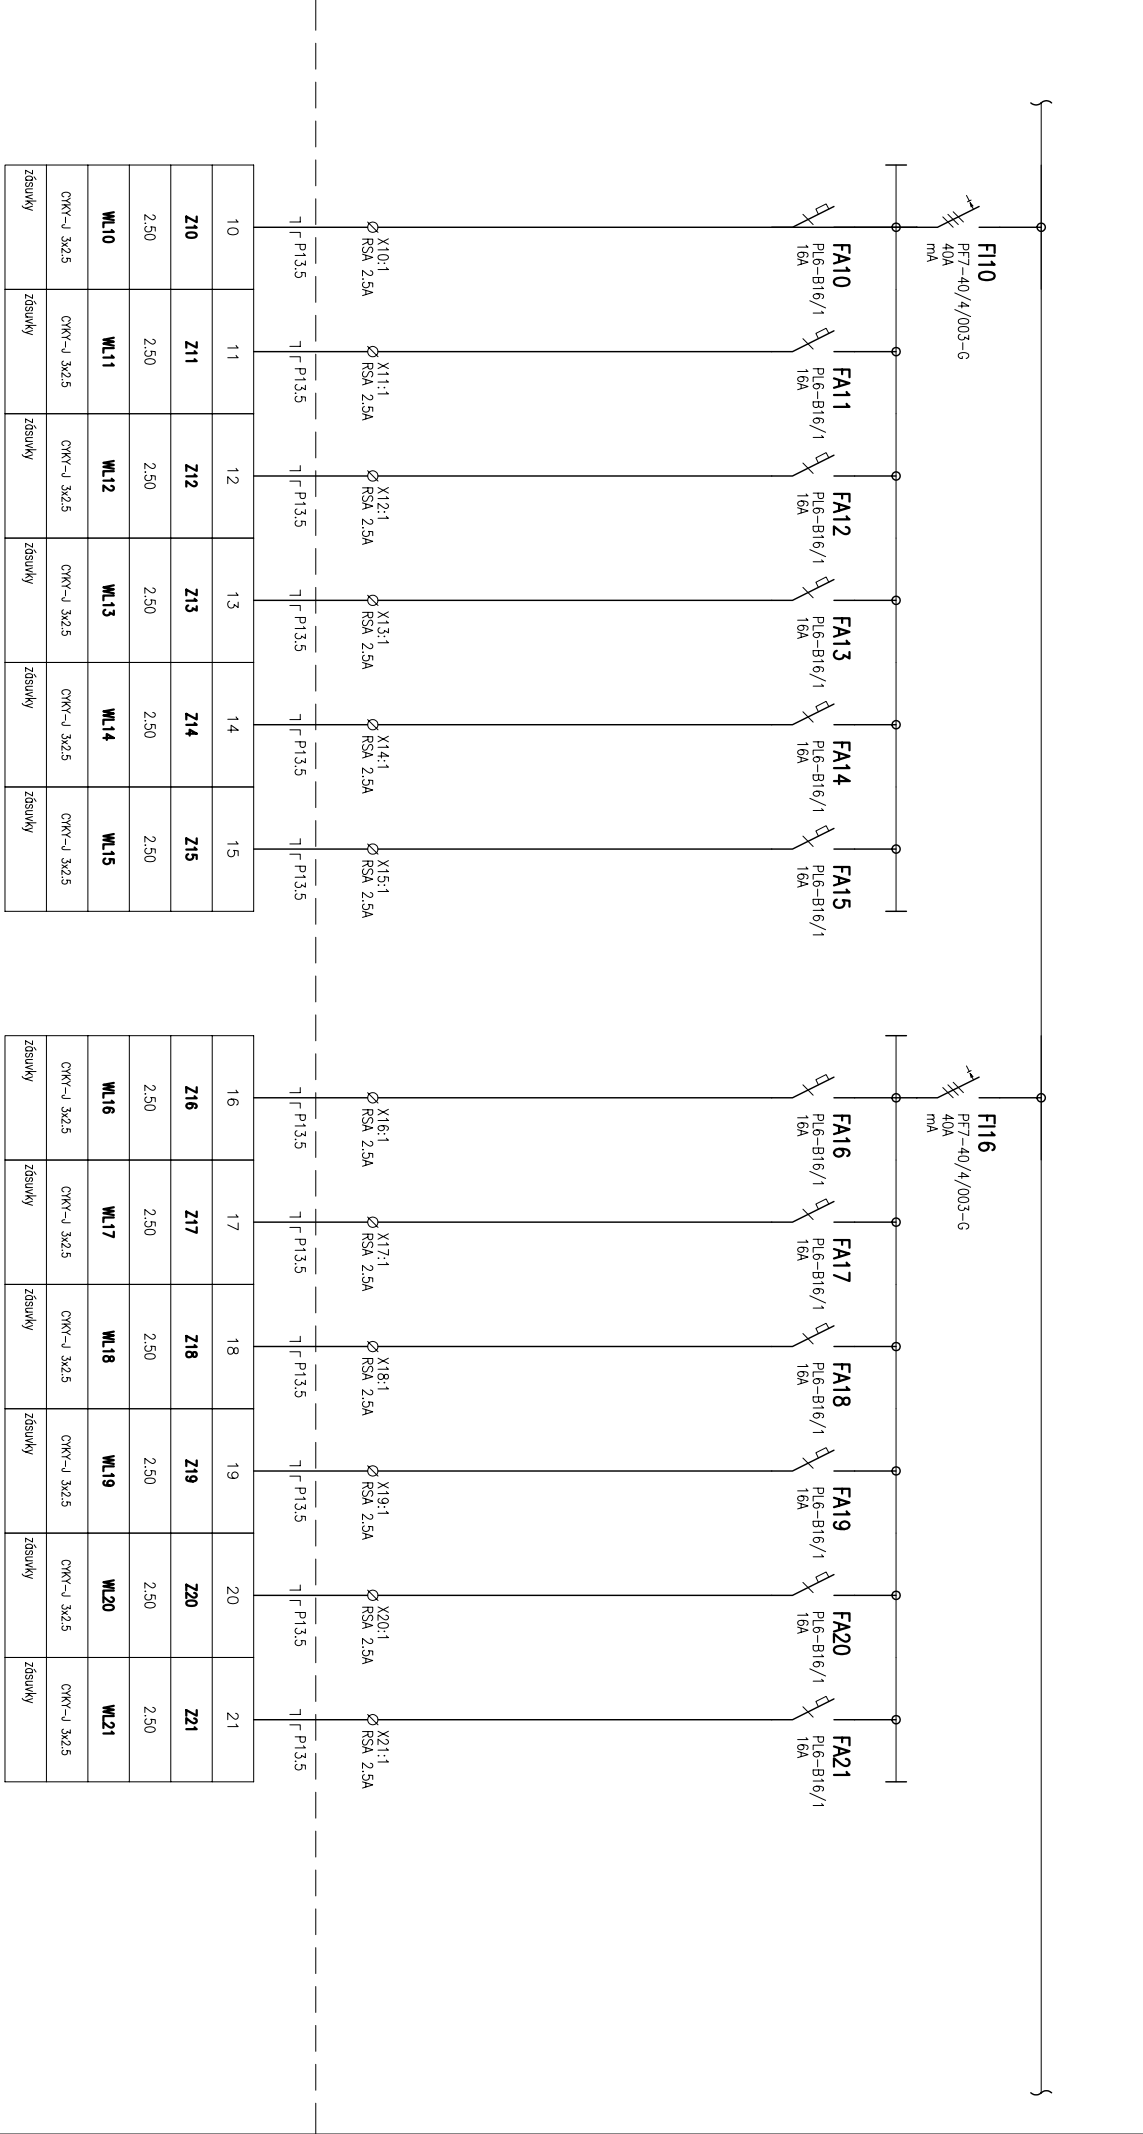 FI10
PF7-40/4/003-G
40A
mA
FI16
PF7-40/4/003-G
40A
mA
FA10
PL6-B16/1
16A
FA11
PL6-B16/1
16A
FA12
PL6-B16/1
16A
FA13
PL6-B16/1
16A
FA14
PL6-B16/1
16A
FA15
PL6-B16/1
16A
FA16
PL6-B16/1
16A
FA17
PL6-B16/1
16A
FA18
PL6-B16/1
16A
FA19
PL6-B16/1
16A
FA20
PL6-B16/1
16A
FA21
PL6-B16/1
16A
X10:1
RSA 2.5A
X11:1
RSA 2.5A
X12:1
RSA 2.5A
X13:1
RSA 2.5A
X14:1
RSA 2.5A
X15:1
RSA 2.5A
X16:1
RSA 2.5A
X17:1
RSA 2.5A
X18:1
RSA 2.5A
X19:1
RSA 2.5A
X20:1
RSA 2.5A
X21:1
RSA 2.5A
P13.5
P13.5
P13.5
P13.5
P13.5
P13.5
P13.5
P13.5
P13.5
P13.5
P13.5
P13.5
10 11 12 13 14 15 16 17 18 19 20 21
Z10 Z11 Z12 Z13 Z14 Z15 Z16 Z17 Z18 Z19 Z20 Z21
2.50 2.50 2.50 2.50 2.50 2.50 2.50 2.50 2.50 2.50 2.50 2.50
WL10 WL11 WL12 WL13 WL14 WL15 WL16 WL17 WL18 WL19 WL20 WL21
CYKY-J 3x2.5 CYKY-J 3x2.5 CYKY-J 3x2.5 CYKY-J 3x2.5 CYKY-J 3x2.5 CYKY-J 3x2.5 CYKY-J 3x2.5 CYKY-J 3x2.5 CYKY-J 3x2.5 CYKY-J 3x2.5 CYKY-J 3x2.5 CYKY-J 3x2.5
zásuvky zásuvky zásuvky zásuvky zásuvky zásuvky zásuvky zásuvky zásuvky zásuvky zásuvky zásuvky